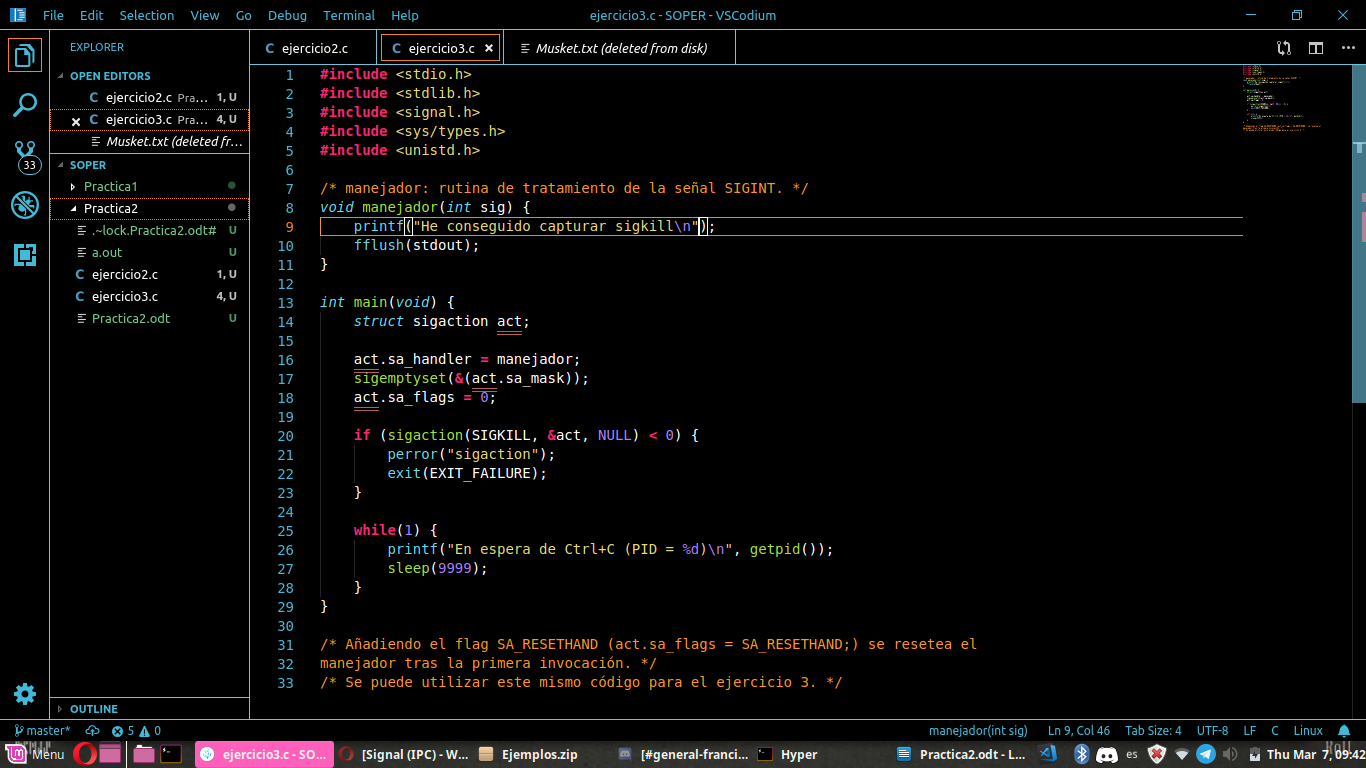 File Edit Selection View Go Debug Terminal Help
ejercicio3.c - SOPER - VSCodium
EXPLORER
OPEN EDITORS
ejercicio2.c Pra... 1, U
ejercicio3.c Pra... 4, U
Musket.txt (deleted fr...
SOPER
Practica1
Practica2
.~lock.Practica2.odt# U
a.out U
ejercicio2.c 1, U
ejercicio3.c 4, U
Practica2.odt U
OUTLINE
33
ejercicio2.c
ejercicio3.c
Musket.txt (deleted from disk)
1 #include <stdio.h>
2 #include <stdlib.h>
3 #include <signal.h>
4 #include <sys/types.h>
5 #include <unistd.h>
6
7 /* manejador: rutina de tratamiento de la señal SIGINT. */
8 void manejador(int sig) {
9 printf("He conseguido capturar sigkill\n");
10 fflush(stdout);
11 }
12
13 int main(void) {
14 struct sigaction act;
15
16 act.sa_handler = manejador;
17 sigemptyset(&(act.sa_mask));
18 act.sa_flags = 0;
19
20 if (sigaction(SIGKILL, &act, NULL) < 0) {
21 perror("sigaction");
22 exit(EXIT_FAILURE);
23 }
24
25 while(1) {
26 printf("En espera de Ctrl+C (PID = %d)\n", getpid());
27 sleep(9999);
28 }
29 }
30
31 /* Añadiendo el flag SA_RESETHAND (act.sa_flags = SA_RESETHAND;) se resetea el
32 manejador tras la primera invocación. */
33 /* Se puede utilizar este mismo código para el ejercicio 3. */
master* 5 0 manejador(int sig) Ln 9, Col 46 Tab Size: 4 UTF-8 LF C Linux
Menu ejercicio3.c - SO... [Signal (IPC) - W... Ejemplos.zip [#general-franci... Hyper Practica2.odt - L... es Thu Mar 7, 09:42